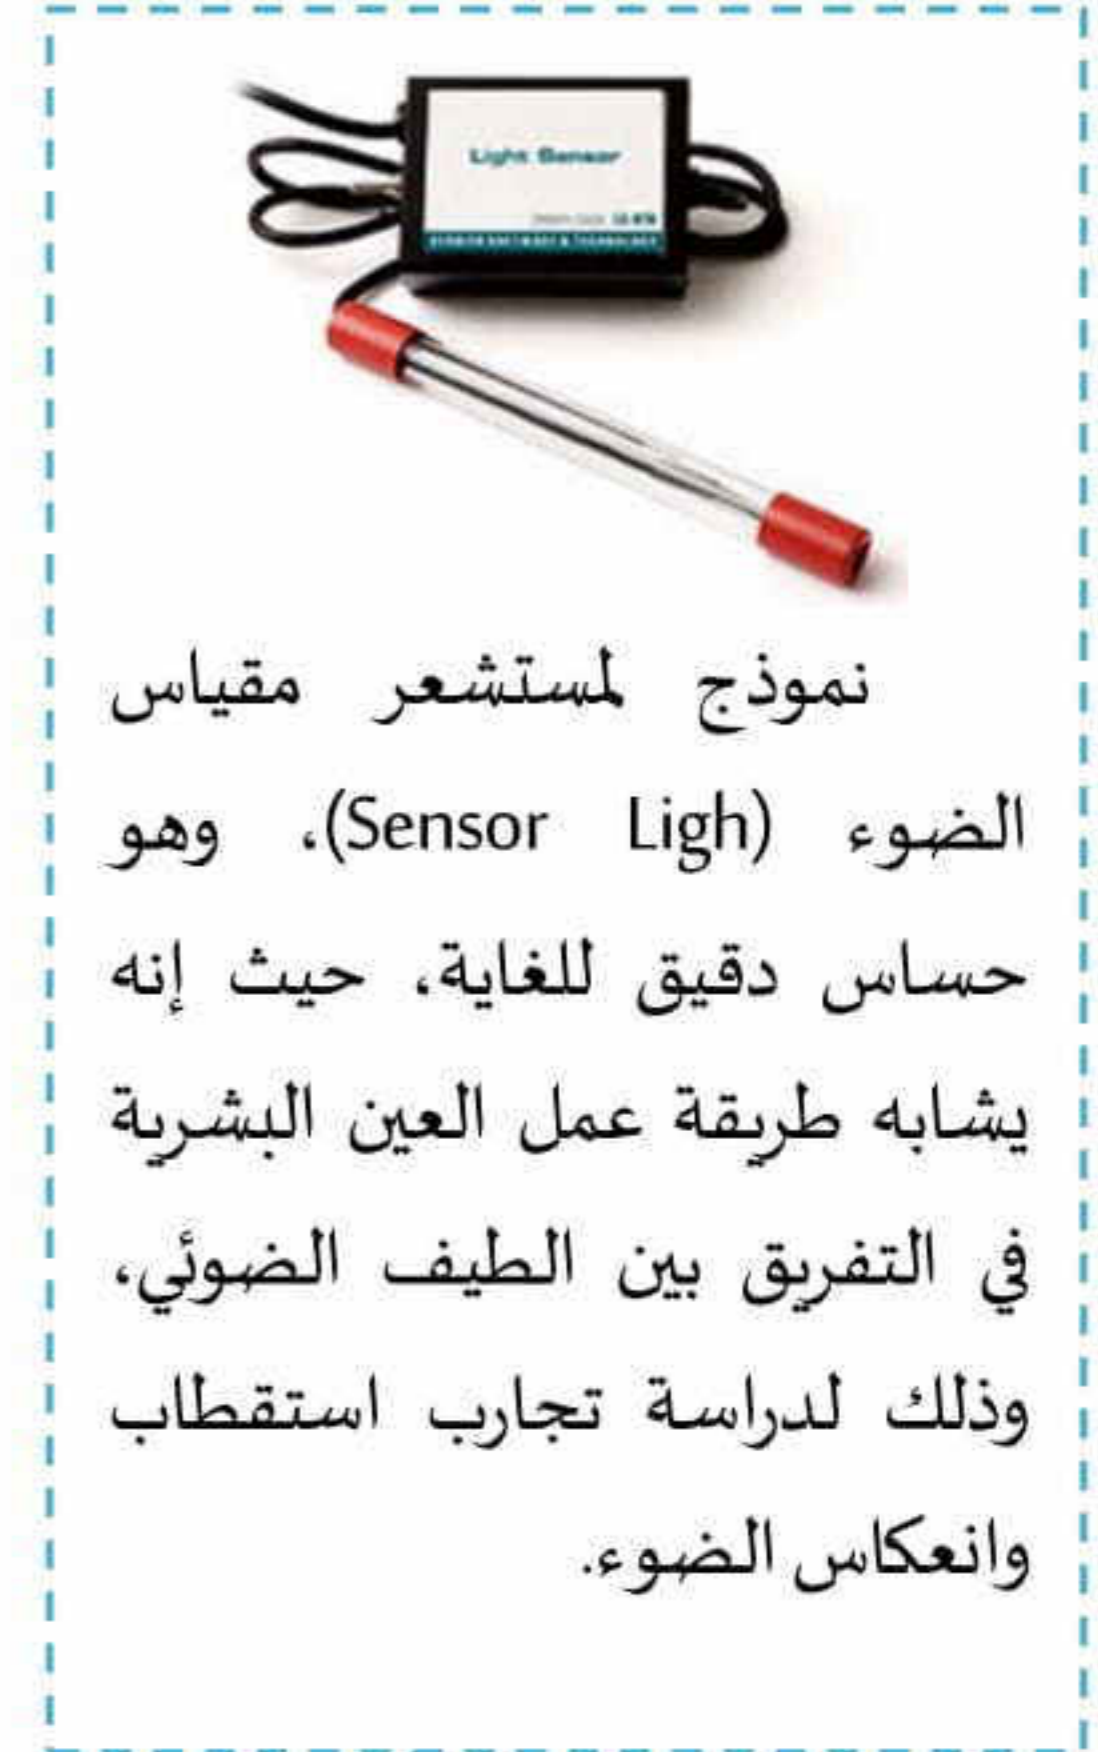 Light Sensor
نموذج لمستشعر مقياس
الضوء (Sensor Ligh)، وهو
حساس دقيق للغاية، حيث إنه
يشابه طريقة عمل العين البشرية
في التفريق بين الطيف الضوئي،
وذلك لدراسة تجارب استقطاب
وانعكاس الضوء.